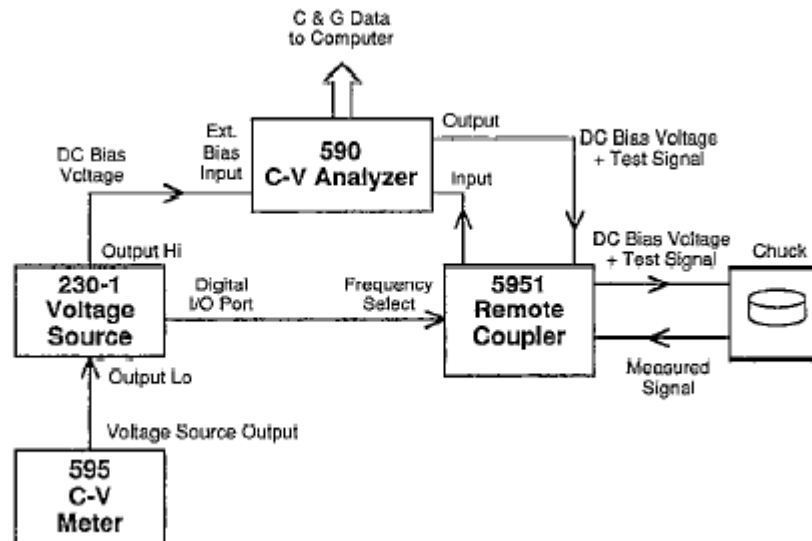 C & G Data
to Computer
590
C-V Analyzer
Ext.
Bias
Input
Output
Input
DC Bias
Voltage
DC Bias Voltage
+ Test Signal
Output Hi
230-1
Voltage
Source
Digital
I/O Port
Frequency
Select
5951
Remote
Coupler
DC Bias Voltage
+ Test Signal
Chuck
Measured
Signal
Output Lo
Voltage Source Output
595
C-V
Meter